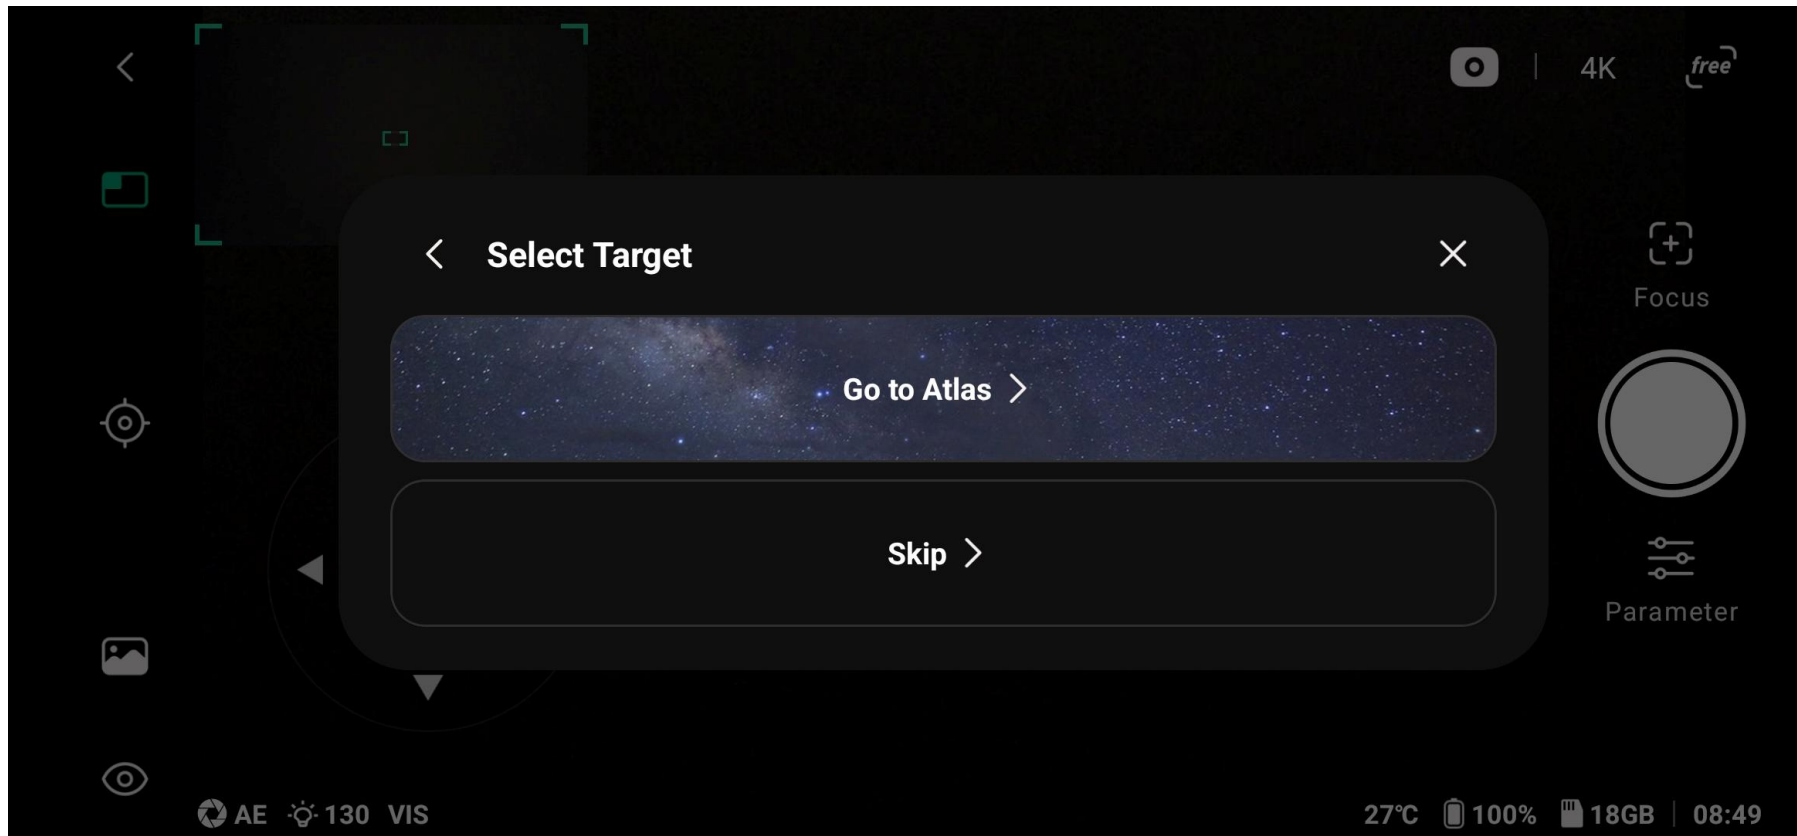 4K
free
Select Target
Go to Atlas
Focus
Skip
Parameter
AE 130 VIS
27℃ 100% 18GB 08:49